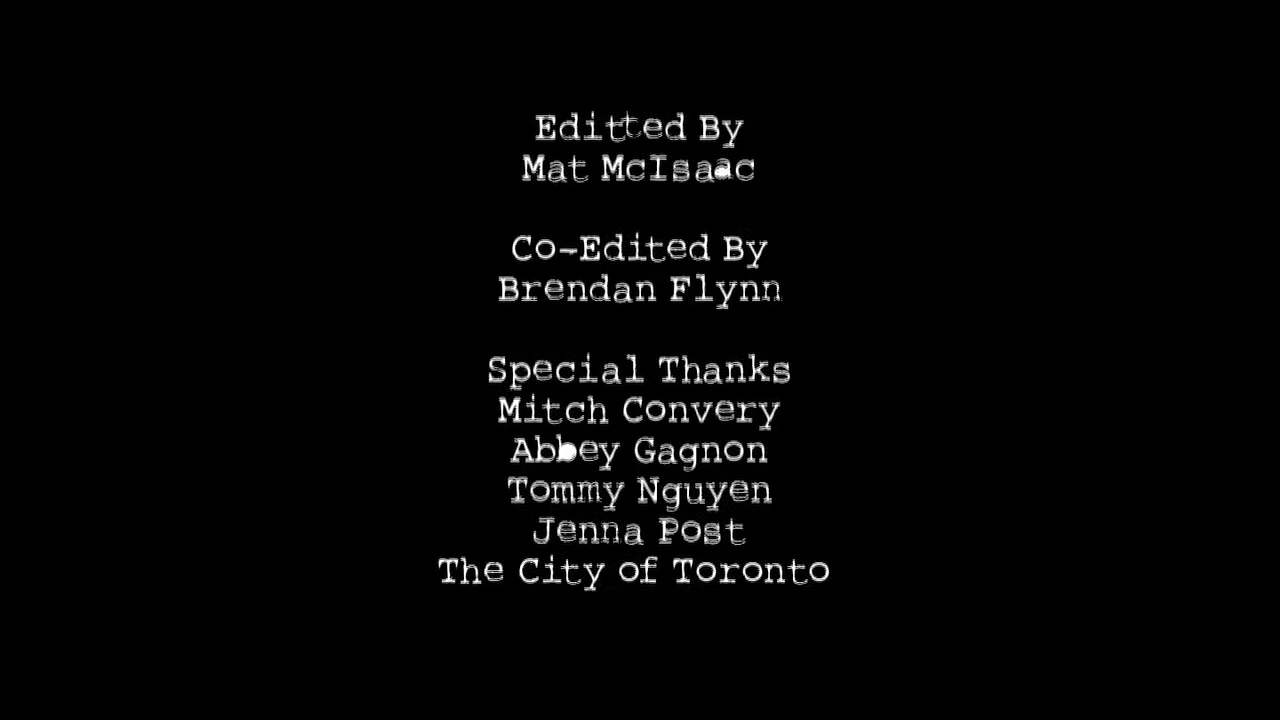 Editted By
Mat McIsaac
Co-Edited By
Brendan Flynn
Special Thanks
Mitch Convery
Abbey Gagnon
Tommy Nguyen
Jenna Post
The City of Toronto